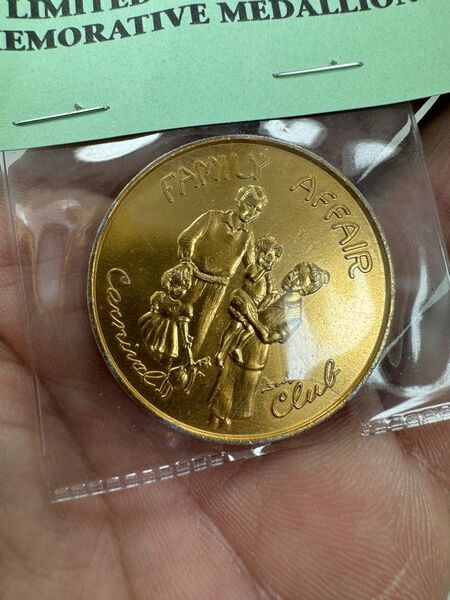 LIMITED
MEMORATIVE MEDALLION
FAMILY AFFAIR
Carnival Club